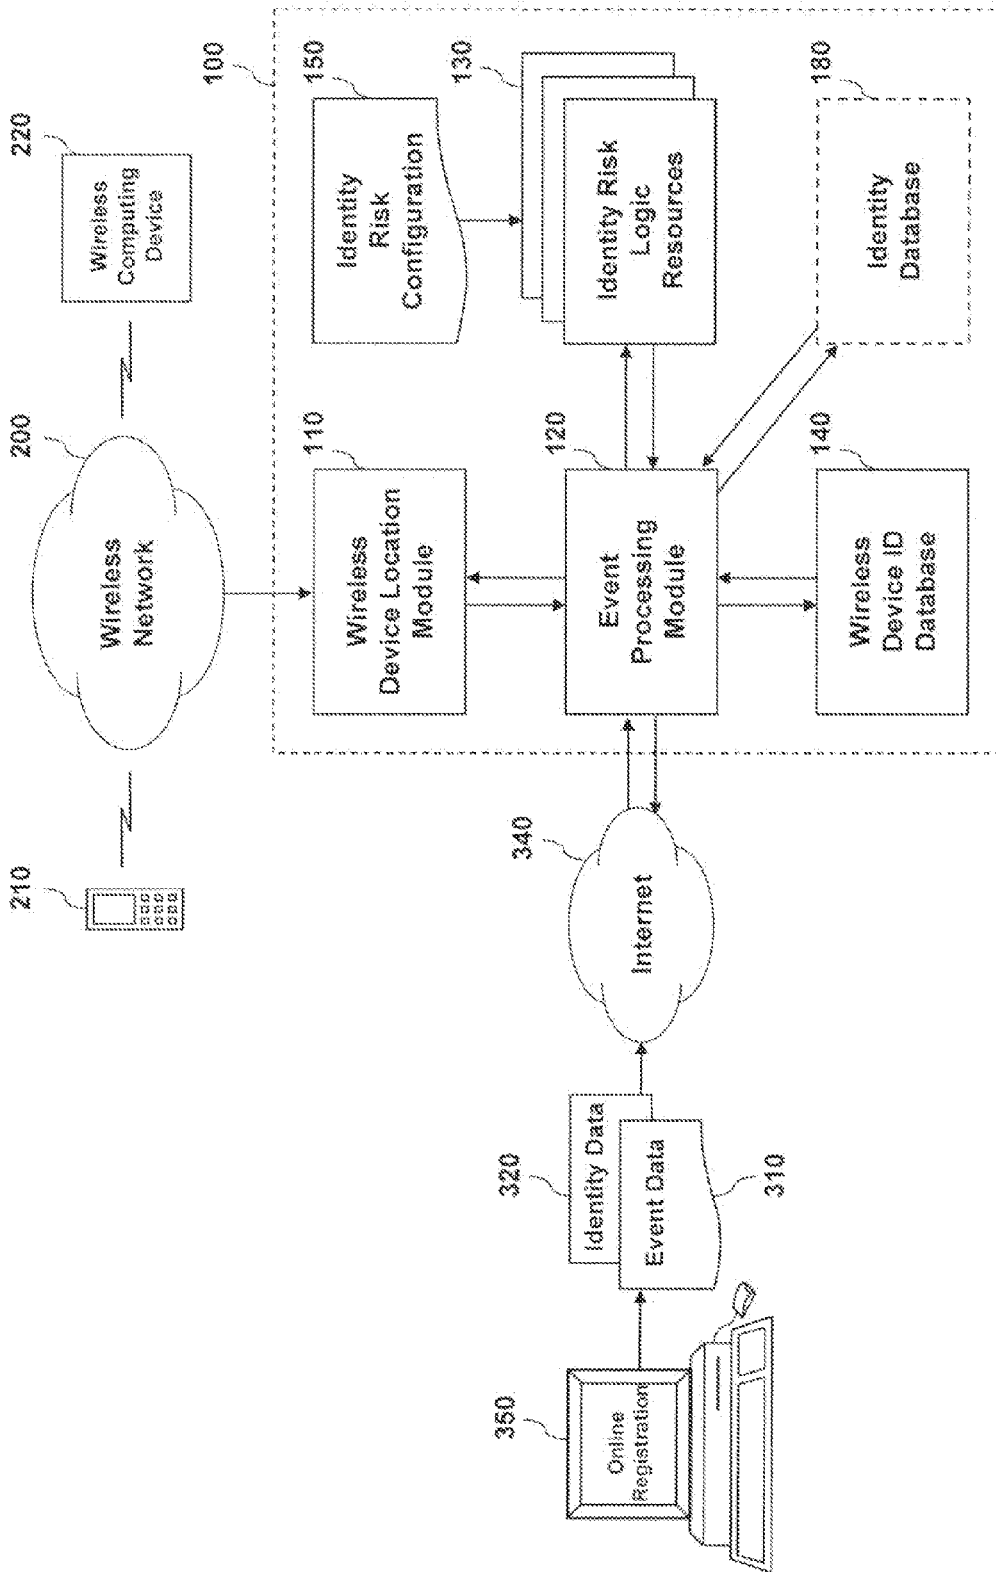 210
200
220
Wireless
Network
Wireless
Computing
Device
100
110
150
Wireless
Device Location
Module
Identity
Risk
Configuration
350
320
340
120
130
Online
Registration
Identity Data
Event Data
310
Internet
Event
Processing
Module
Identity Risk
Logic
Resources
140
180
Wireless
Device ID
Database
Identity
Database